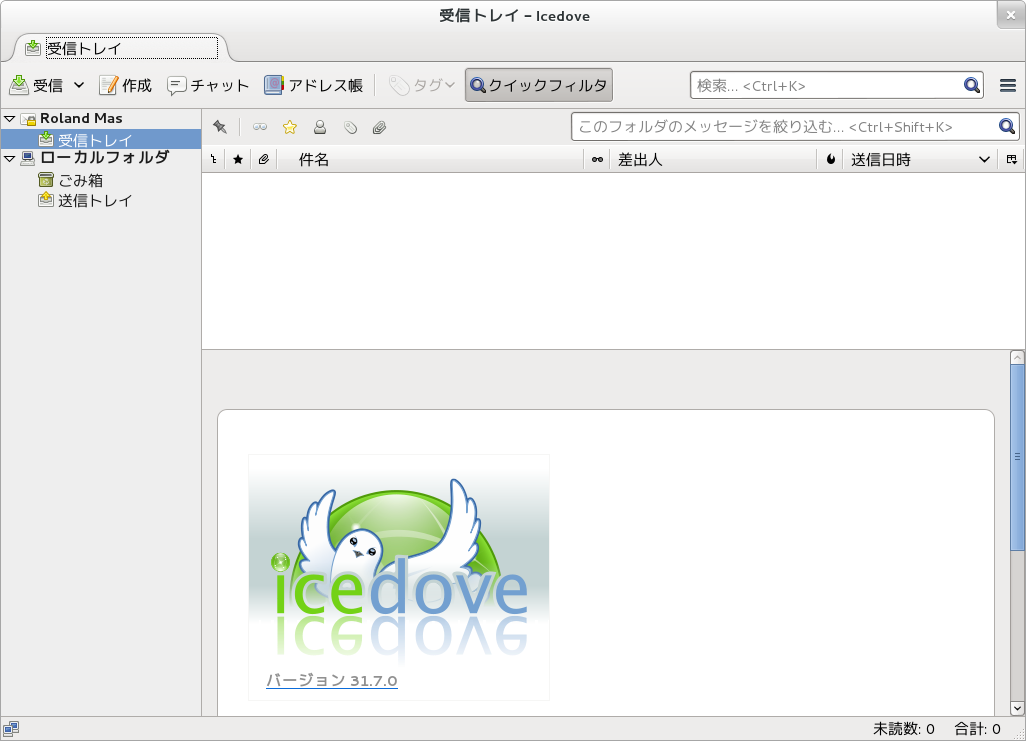 受信トレイ - Icedove
受信トレイ
受信 作成 チャット アドレス帳 タグ クイックフィルタ 検索... <Ctrl+K>
Roland Mas
受信トレイ
ローカルフォルダ
ごみ箱
送信トレイ
このフォルダのメッセージを絞り込む... <Ctrl+Shift+K>
件名 差出人 送信日時
icedove
バージョン 31.7.0
未読数: 0 合計: 0